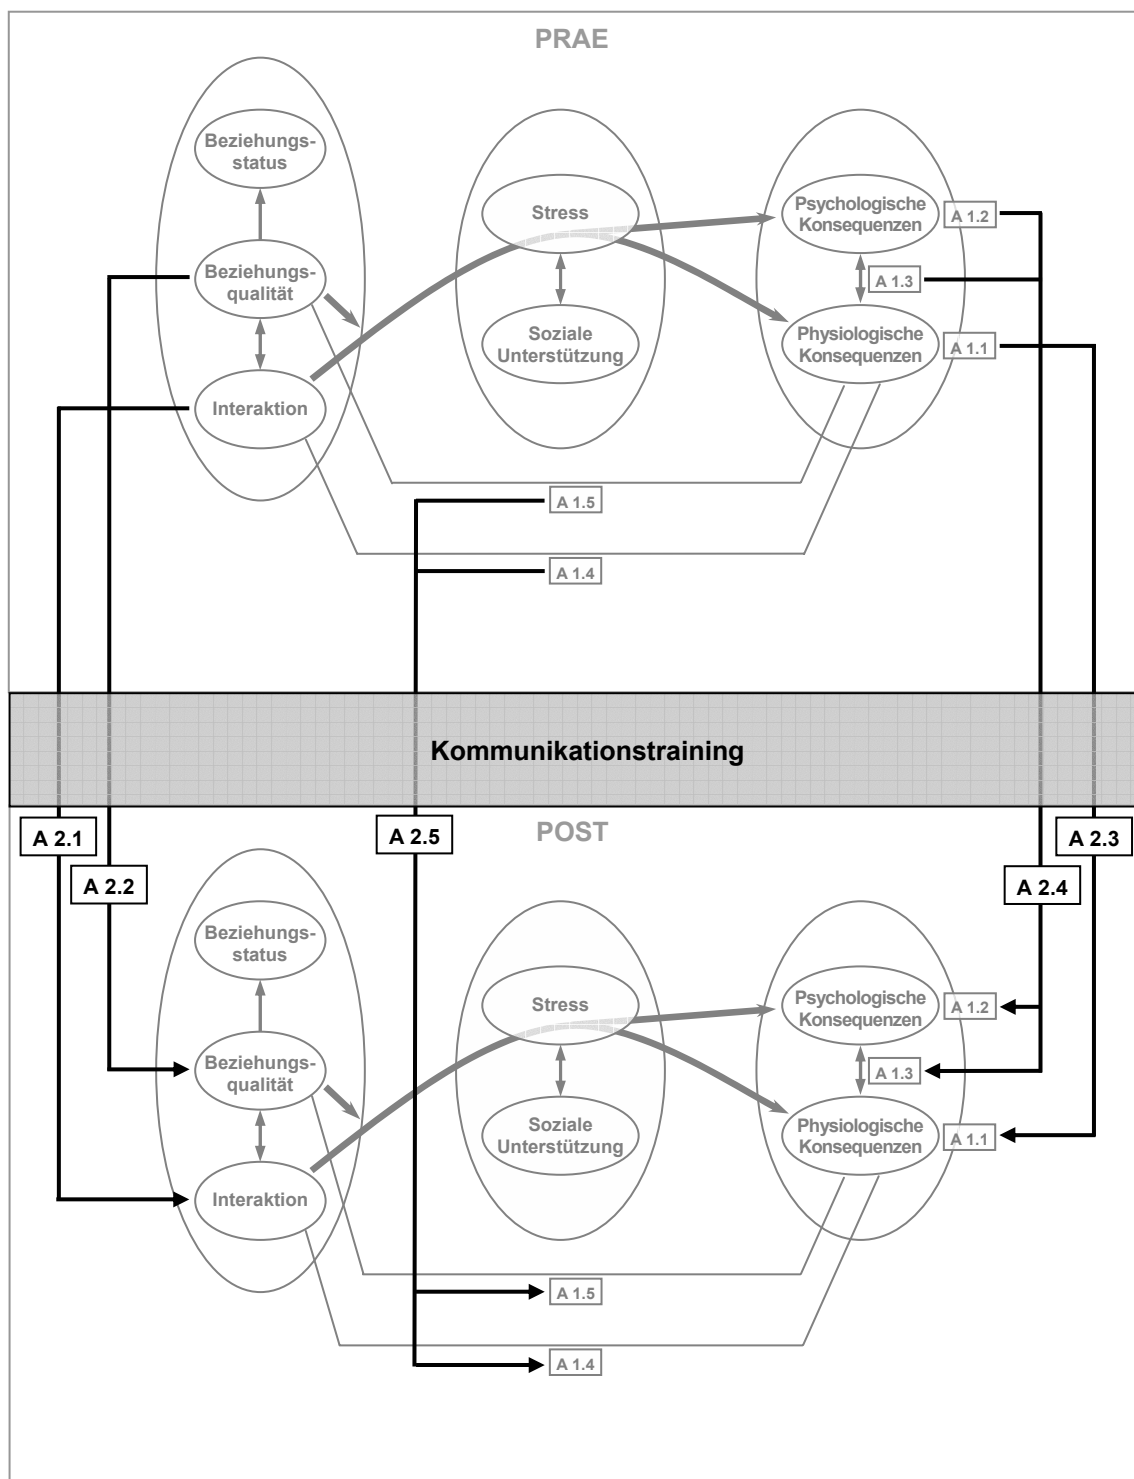 PRAE
Beziehungs-
status
Stress
Psychologische
Konsequenzen
A 1.2
Beziehungs-
qualität
A 1.3
Soziale
Unterstützung
Physiologische
Konsequenzen
A 1.1
Interaktion
A 1.5
A 1.4
Kommunikationstraining
POST
A 2.1
A 2.5
A 2.3
A 2.2
A 2.4
Beziehungs-
status
Stress
Psychologische
Konsequenzen
A 1.2
Beziehungs-
qualität
A 1.3
Soziale
Unterstützung
Physiologische
Konsequenzen
A 1.1
Interaktion
A 1.5
A 1.4